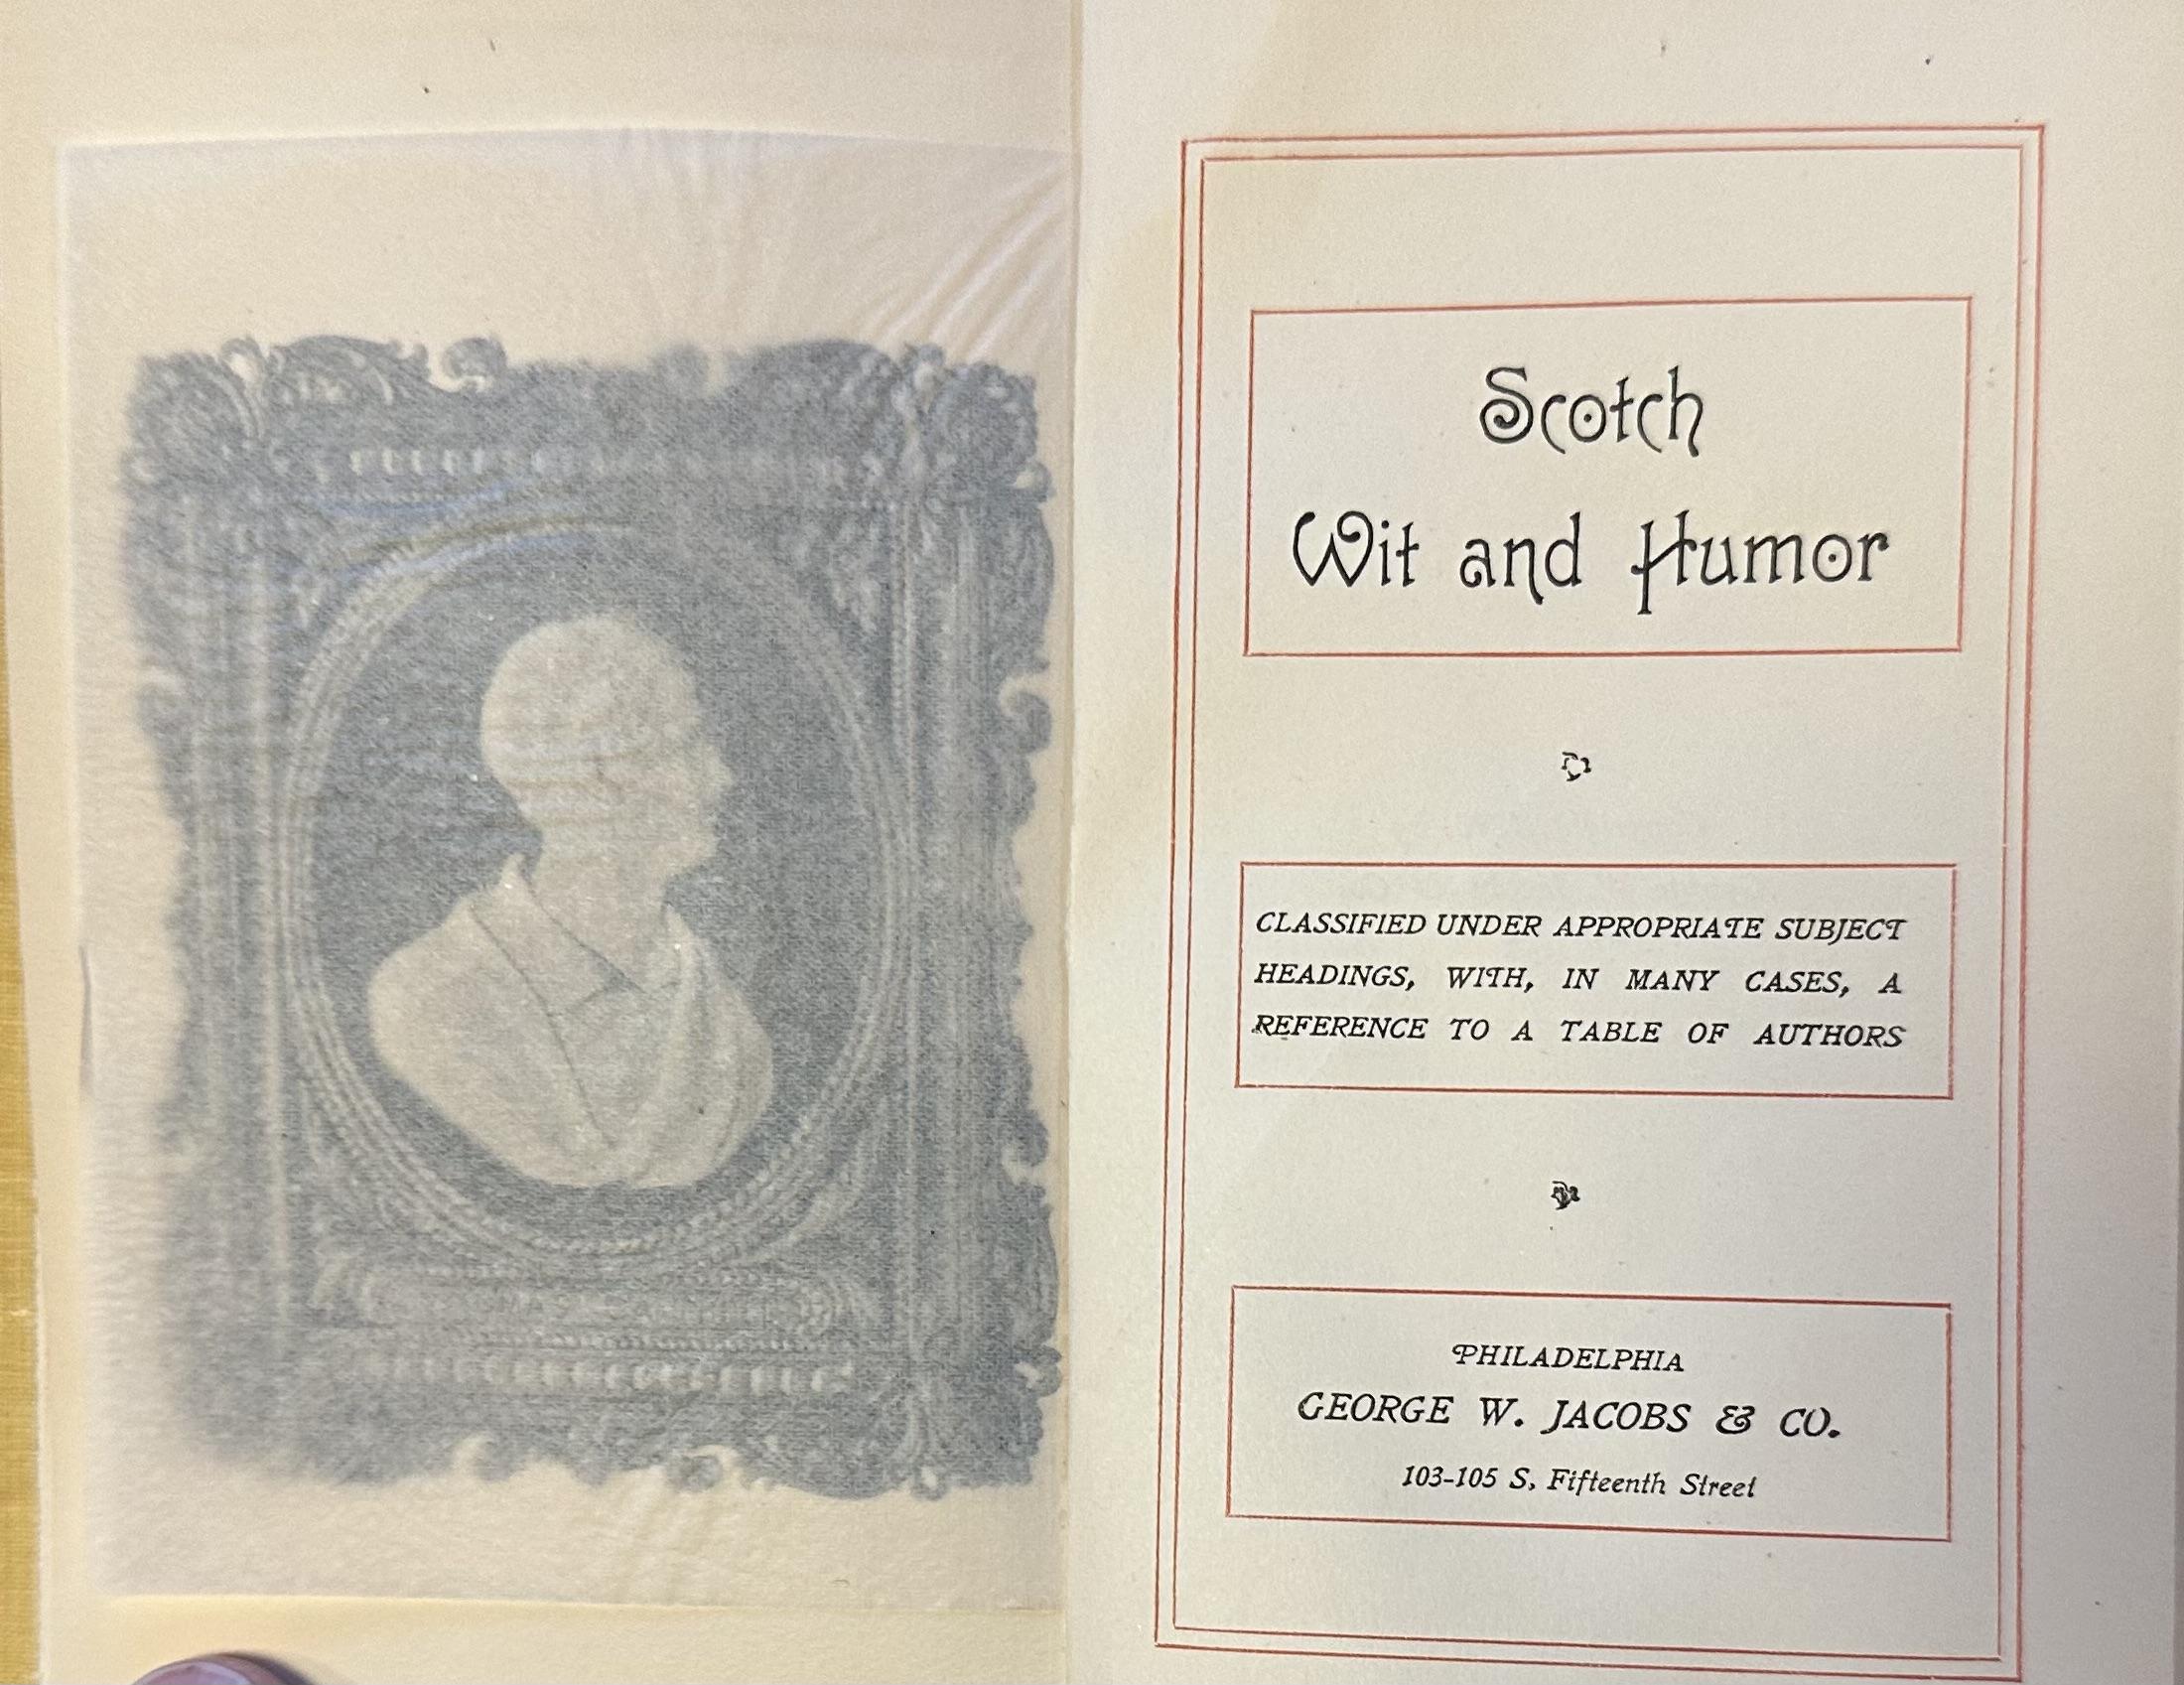 Scotch
Wit and Humor
CLASSIFIED UNDER APPROPRIATE SUBJECT
HEADINGS, WITH, IN MANY CASES, A
REFERENCE TO A TABLE OF AUTHORS
PHILADELPHIA
GEORGE W. JACOBS & CO.
103-105 S, Fifteenth Street